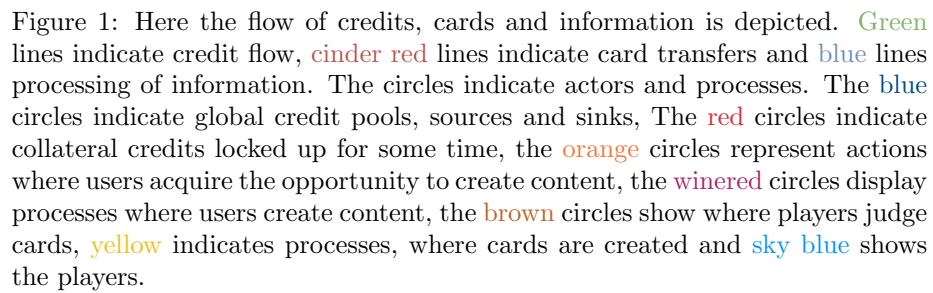 Figure 1: Here the flow of credits, cards and information is depicted. Green
lines indicate credit flow, cinder red lines indicate card transfers and blue lines
processing of information. The circles indicate actors and processes. The blue
circles indicate global credit pools, sources and sinks, The red circles indicate
collateral credits locked up for some time, the orange circles represent actions
where users acquire the opportunity to create content, the winered circles display
processes where users create content, the brown circles show where players judge
cards, yellow indicates processes, where cards are created and sky blue shows
the players.